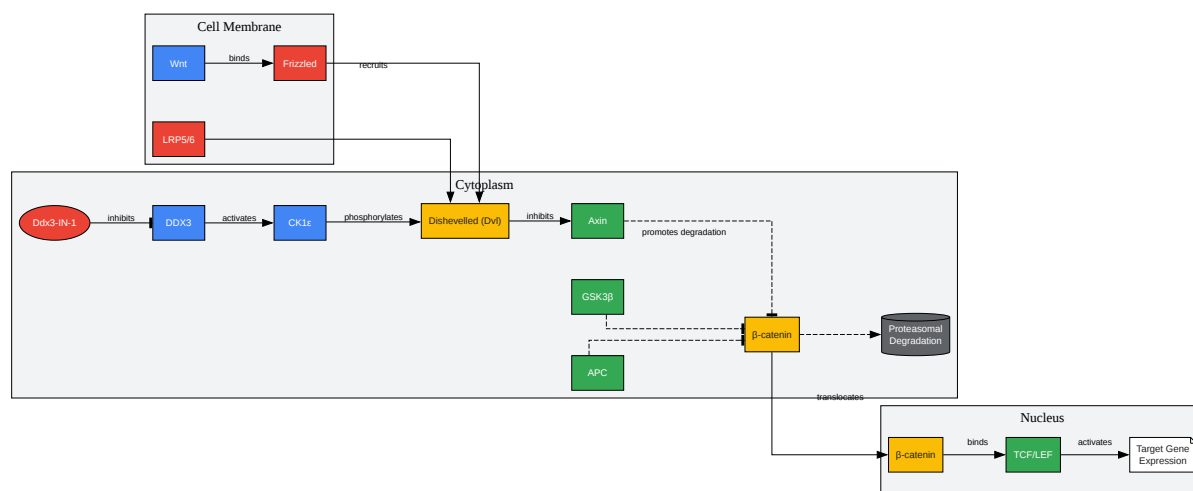 Cell Membrane
Wnt
binds
Frizzled
recruits
LRP5/6
Cytoplasm
Ddx3-IN-1
inhibits
DDX3
activates
CK1ε
phosphorylates
Dishevelled (Dvl)
inhibits
Axin
promotes degradation
GSK3β
β-catenin
Proteasomal
Degradation
APC
translocates
Nucleus
β-catenin
binds
TCF/LEF
activates
Target Gene
Expression